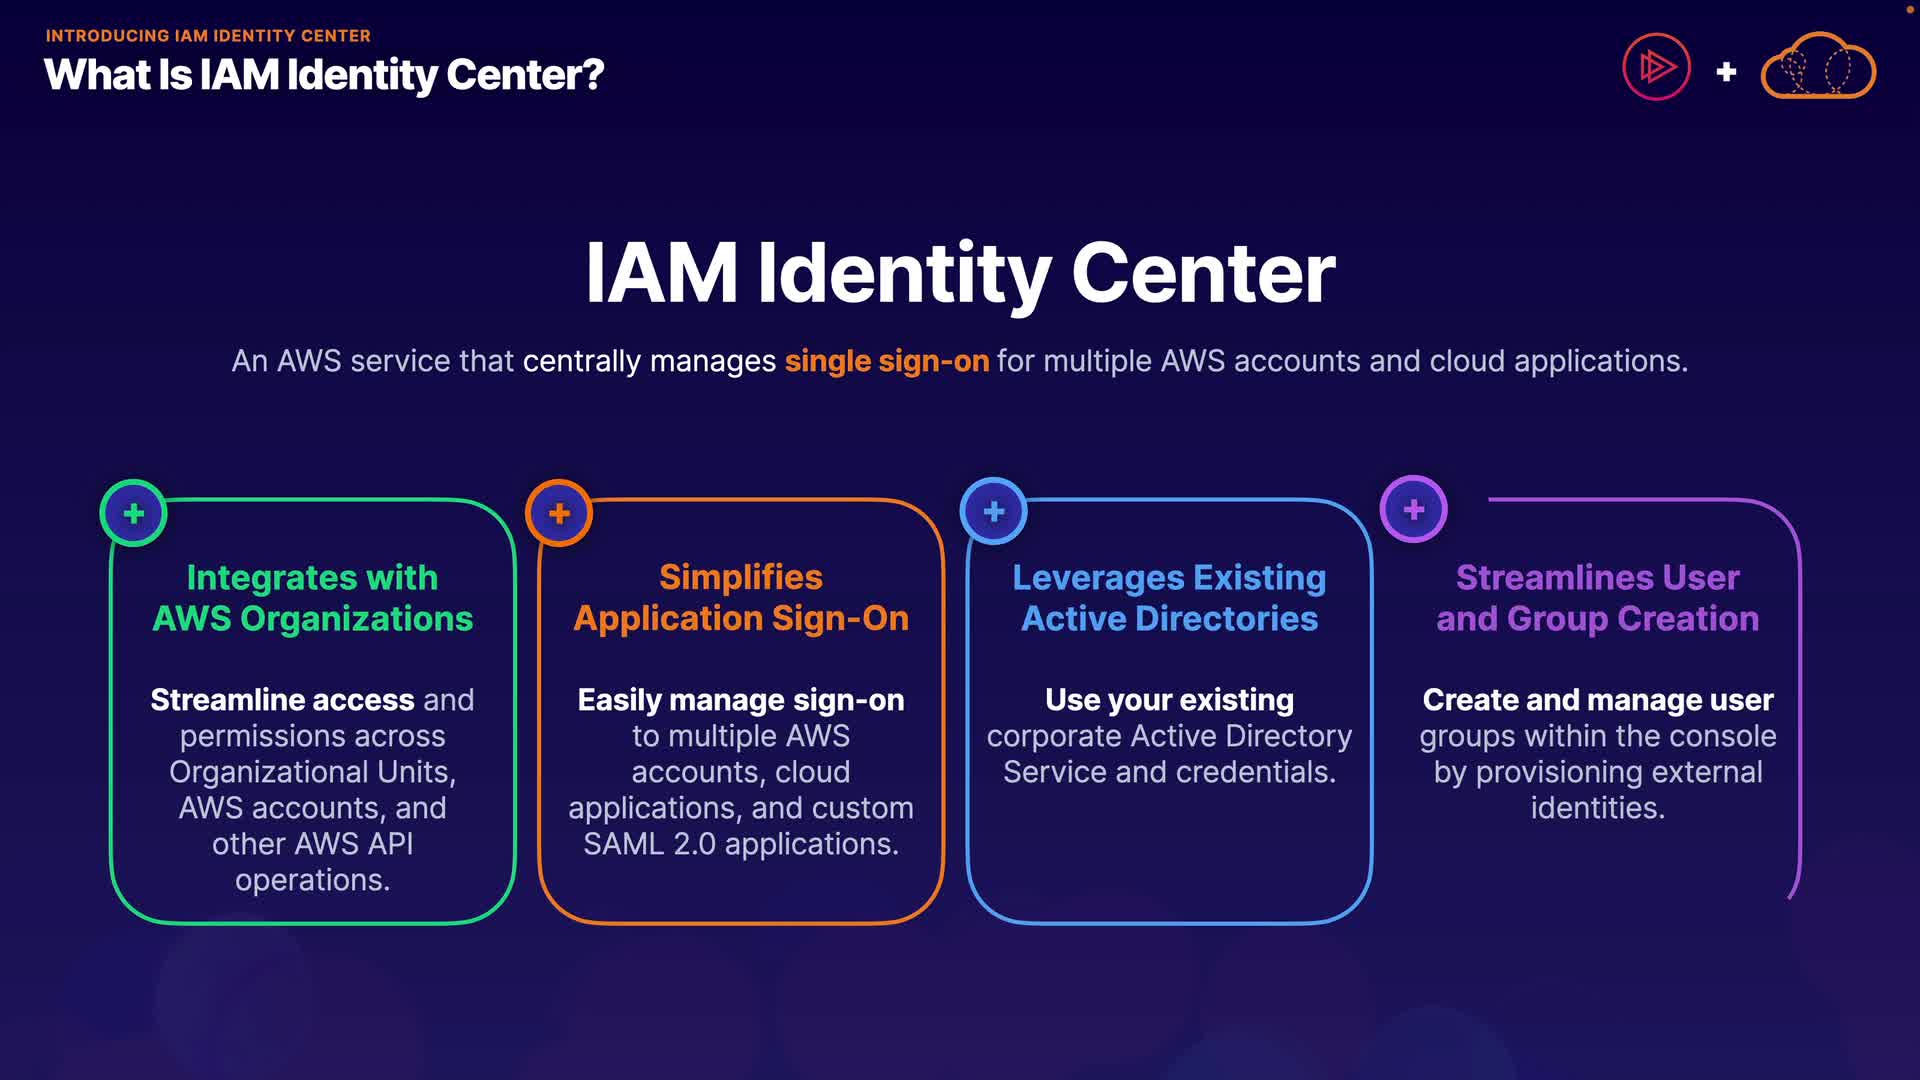 INTRODUCING IAM IDENTITY CENTER
What Is IAM Identity Center?
IAM Identity Center
An AWS service that centrally manages single sign-on for multiple AWS accounts and cloud applications.
Integrates with
AWS Organizations
Streamline access and
permissions across
Organizational Units,
AWS accounts, and
other AWS API
operations.
Simplifies
Application Sign-On
Easily manage sign-on
to multiple AWS
accounts, cloud
applications, and custom
SAML 2.0 applications.
Leverages Existing
Active Directories
Use your existing
corporate Active Directory
Service and credentials.
Streamlines User
and Group Creation
Create and manage user
groups within the console
by provisioning external
identities.